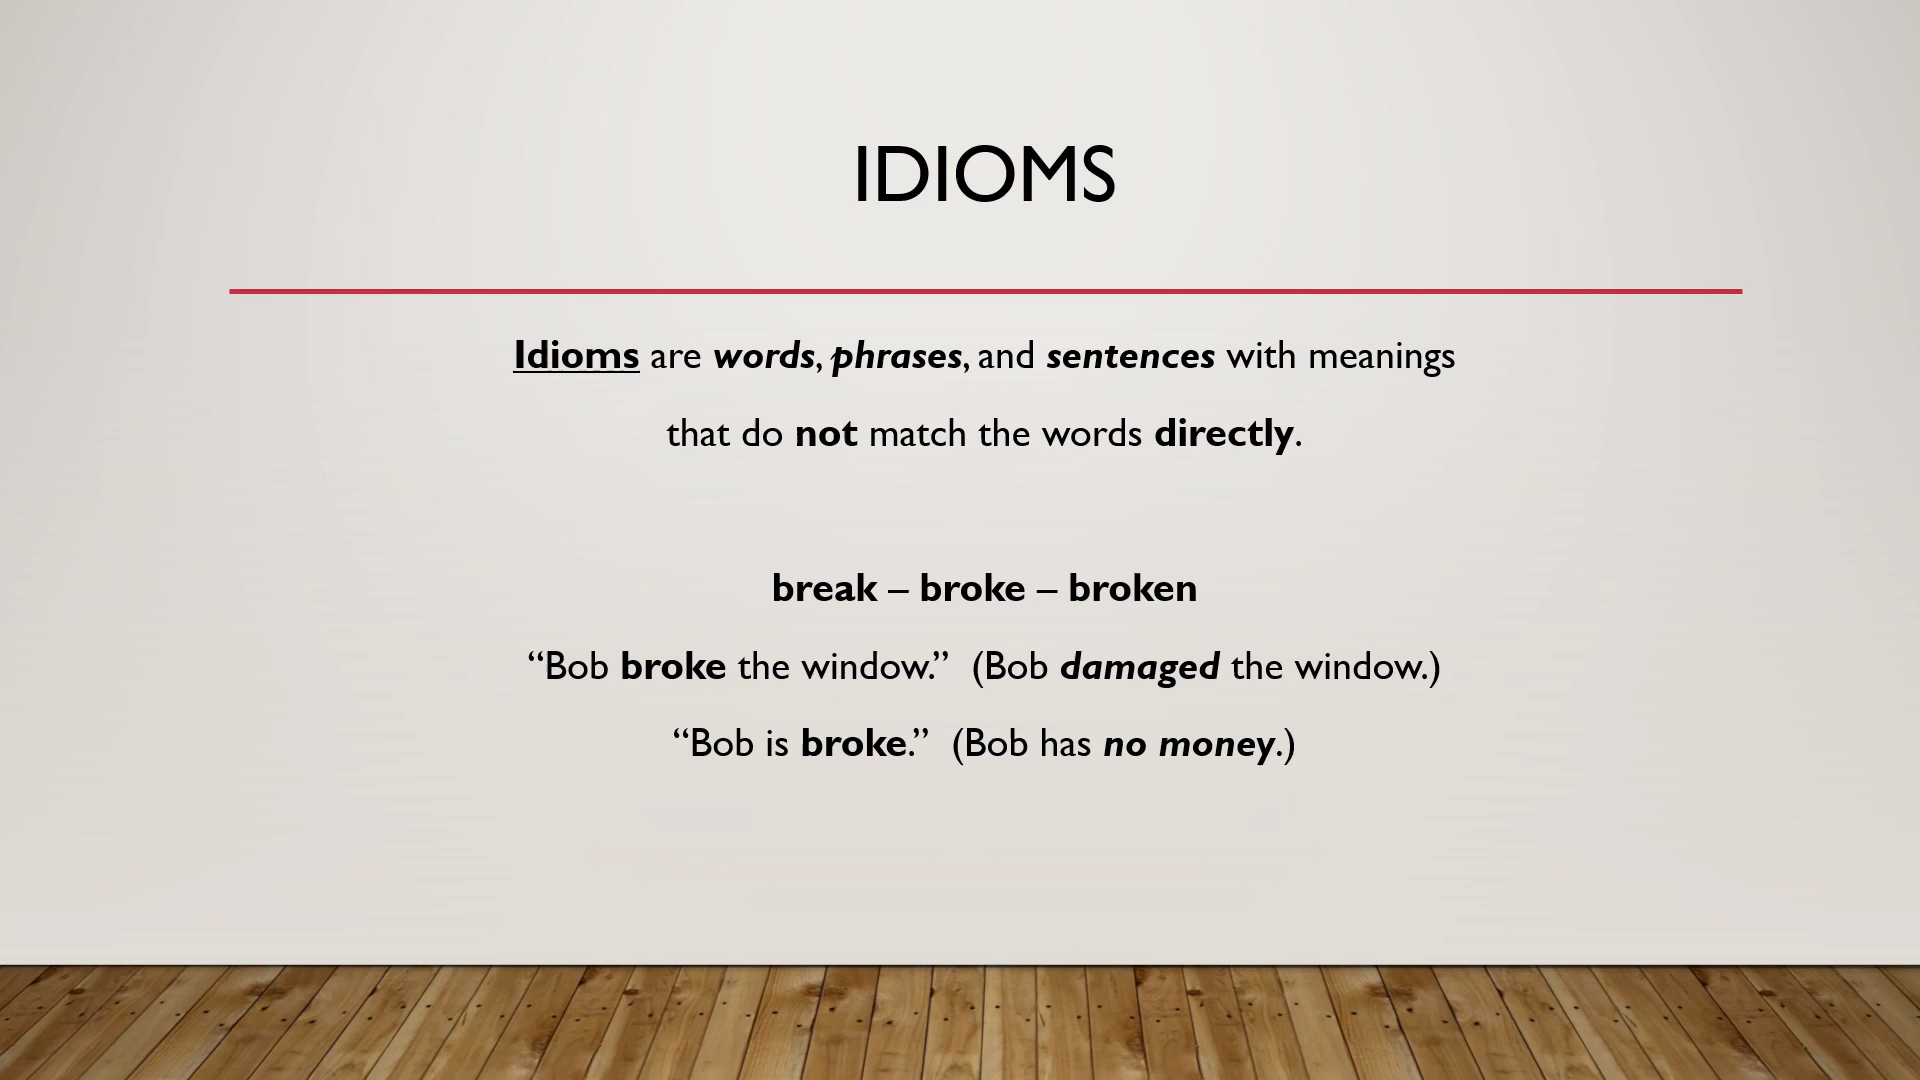 IDIOMS
Idioms are words, phrases, and sentences with meanings
that do not match the words directly.
break – broke – broken
“Bob broke the window.” (Bob damaged the window.)
“Bob is broke.” (Bob has no money.)